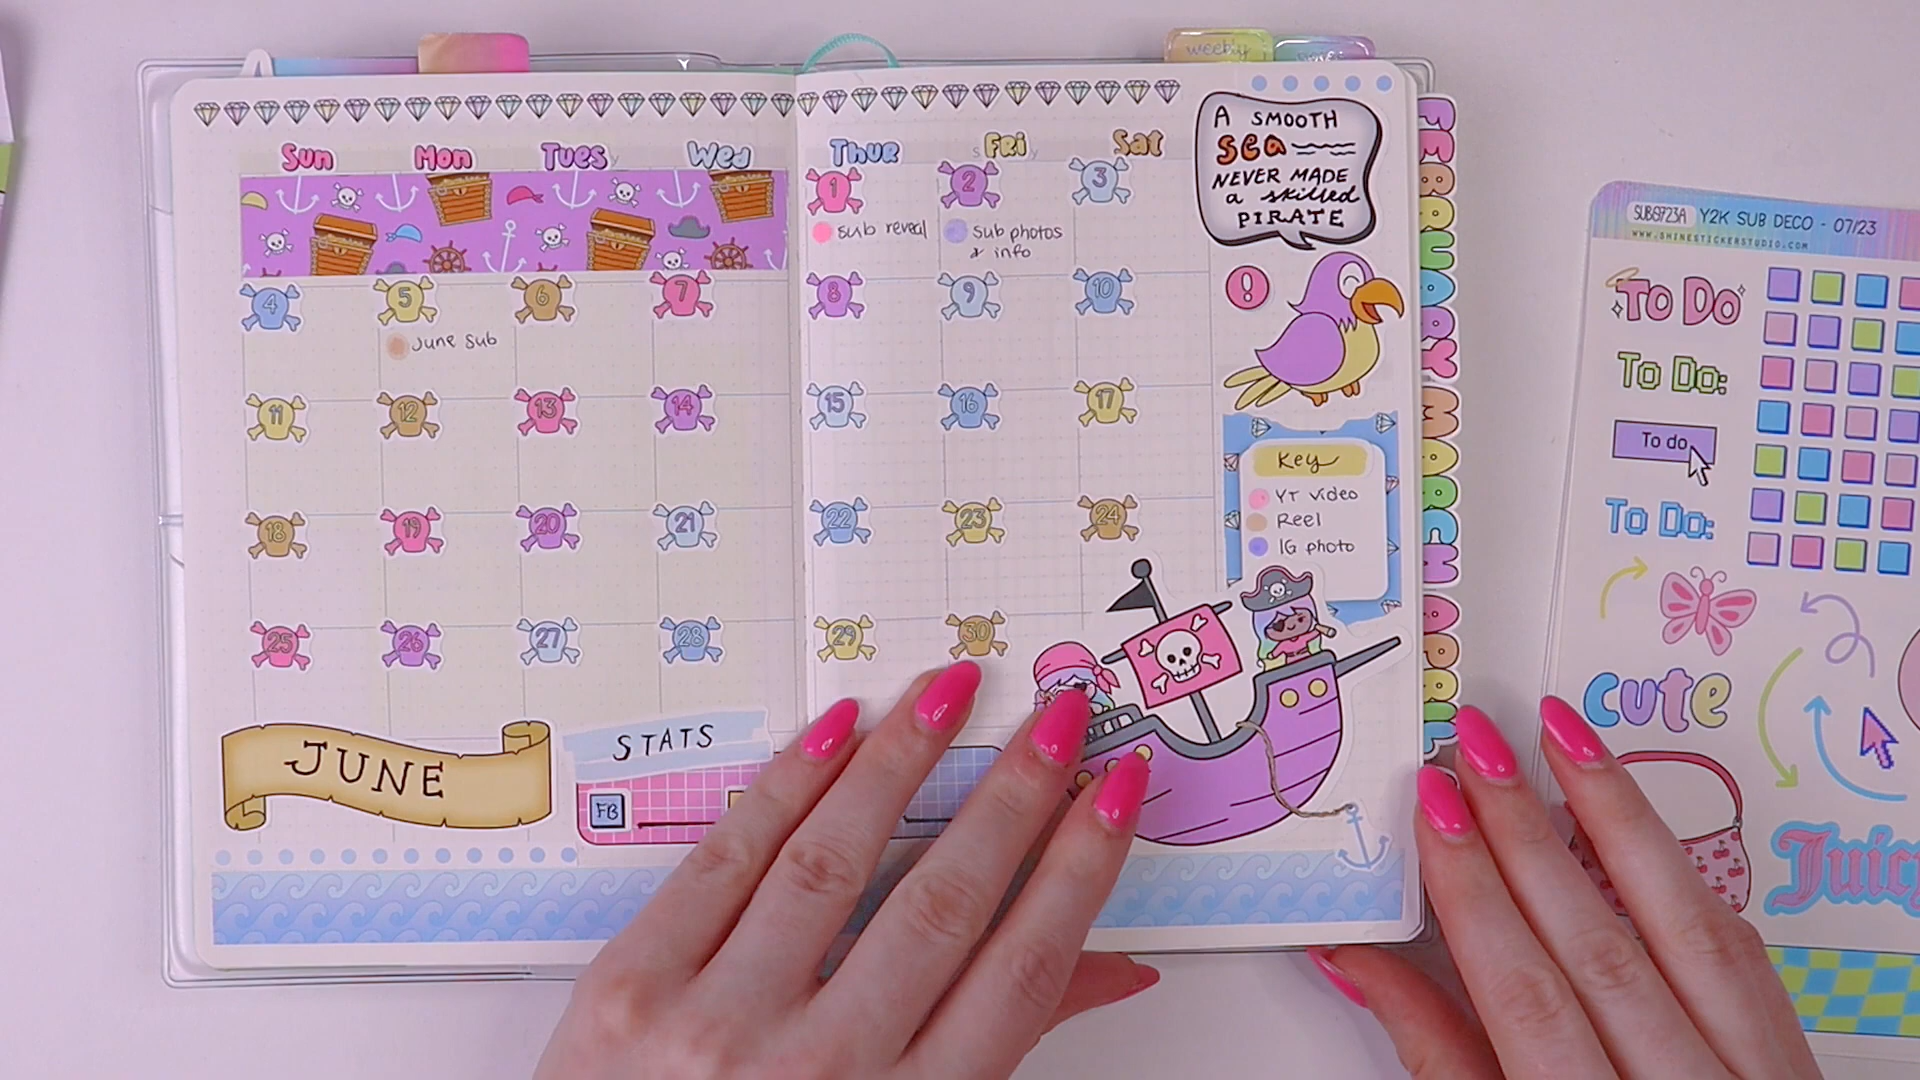 weekly
Sun Mon Tues Wed Thur Fri Sat
1 2 3
Sub reveal
Sub photos
& info
4 5 6 7 8 9 10
June Sub
11 12 13 14 15 16 17
18 19 20 21 22 23 24
25 26 27 28 29 30
A SMOOTH
sea
NEVER MADE
a skilled
PIRATE
!
Key
YT video
Reel
IG photo
JUNE
STATS
FB
FEBRUARY
MARCH
APRIL
SUB0723A Y2K SUB DECO - 07/23
WWW.SHINESTICKERSTUDIO.COM
To Do
To Do:
To do
To Do:
cute